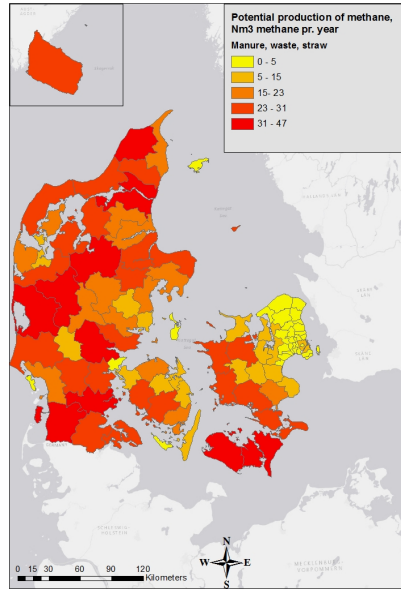 Potential production of methane,
Nm3 methane pr. year
Manure, waste, straw
0 - 5
5 - 15
15- 23
23 - 31
31 - 47
N
W E
S
0 15 30 60 90 120
Kilometers